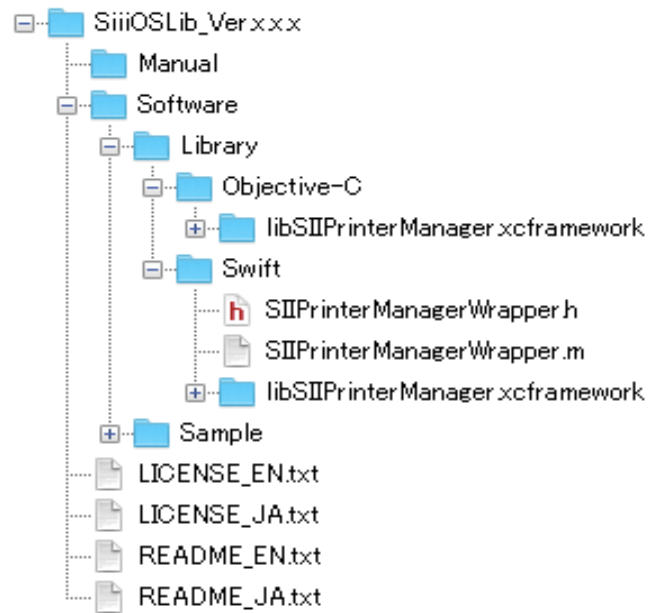 SiiiOSLib_Ver.x.x.x
Manual
Software
Library
Objective-C
libSIIPrinterManager.xcframework
Swift
h SIIPrinterManagerWrapper.h
SIIPrinterManagerWrapper.m
libSIIPrinterManager.xcframework
Sample
LICENSE_EN.txt
LICENSE_JA.txt
README_EN.txt
README_JA.txt